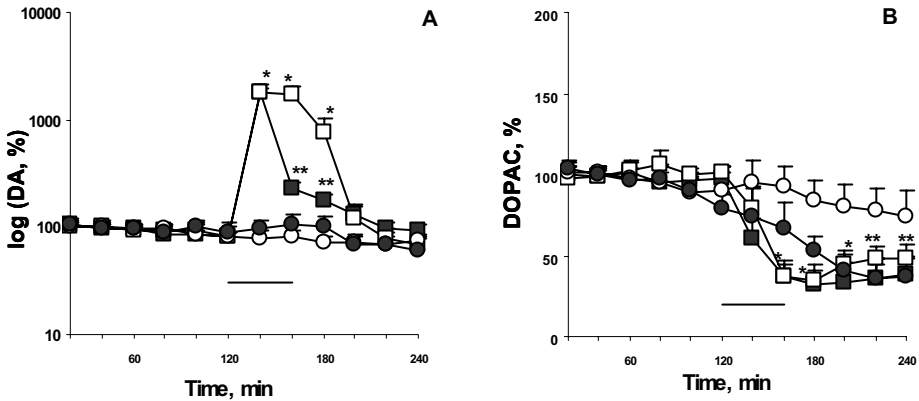 A
10000
1000
100
10
log (DA, %)
* * *
** **
60 120 180 240
Time, min
B
200
150
100
50
0
DOPAC, %
* * * ** **
60 120 180 240
Time, min